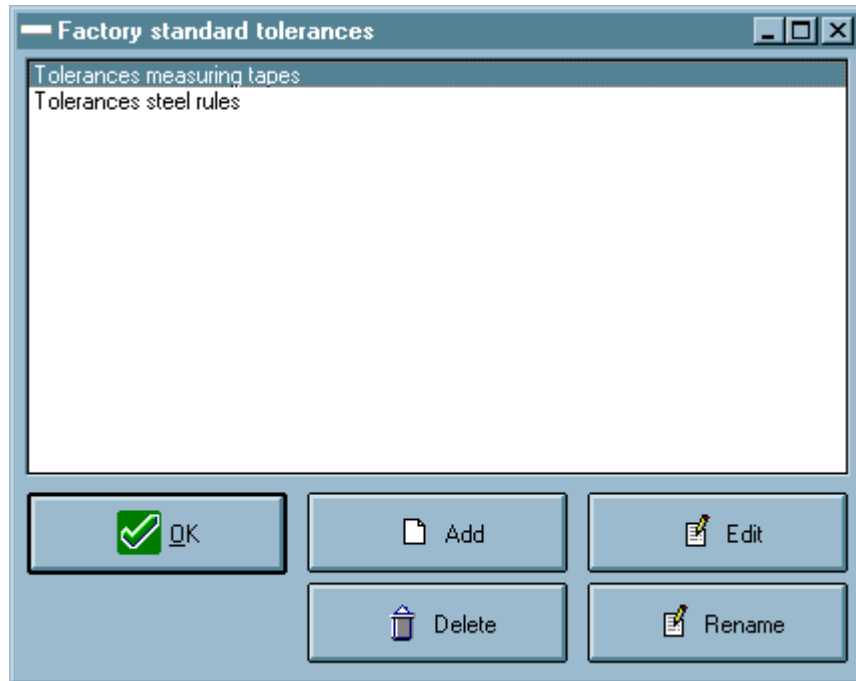 Factory standard tolerances
Tolerances measuring tapes
Tolerances steel rules
OK
Add
Edit
Delete
Rename